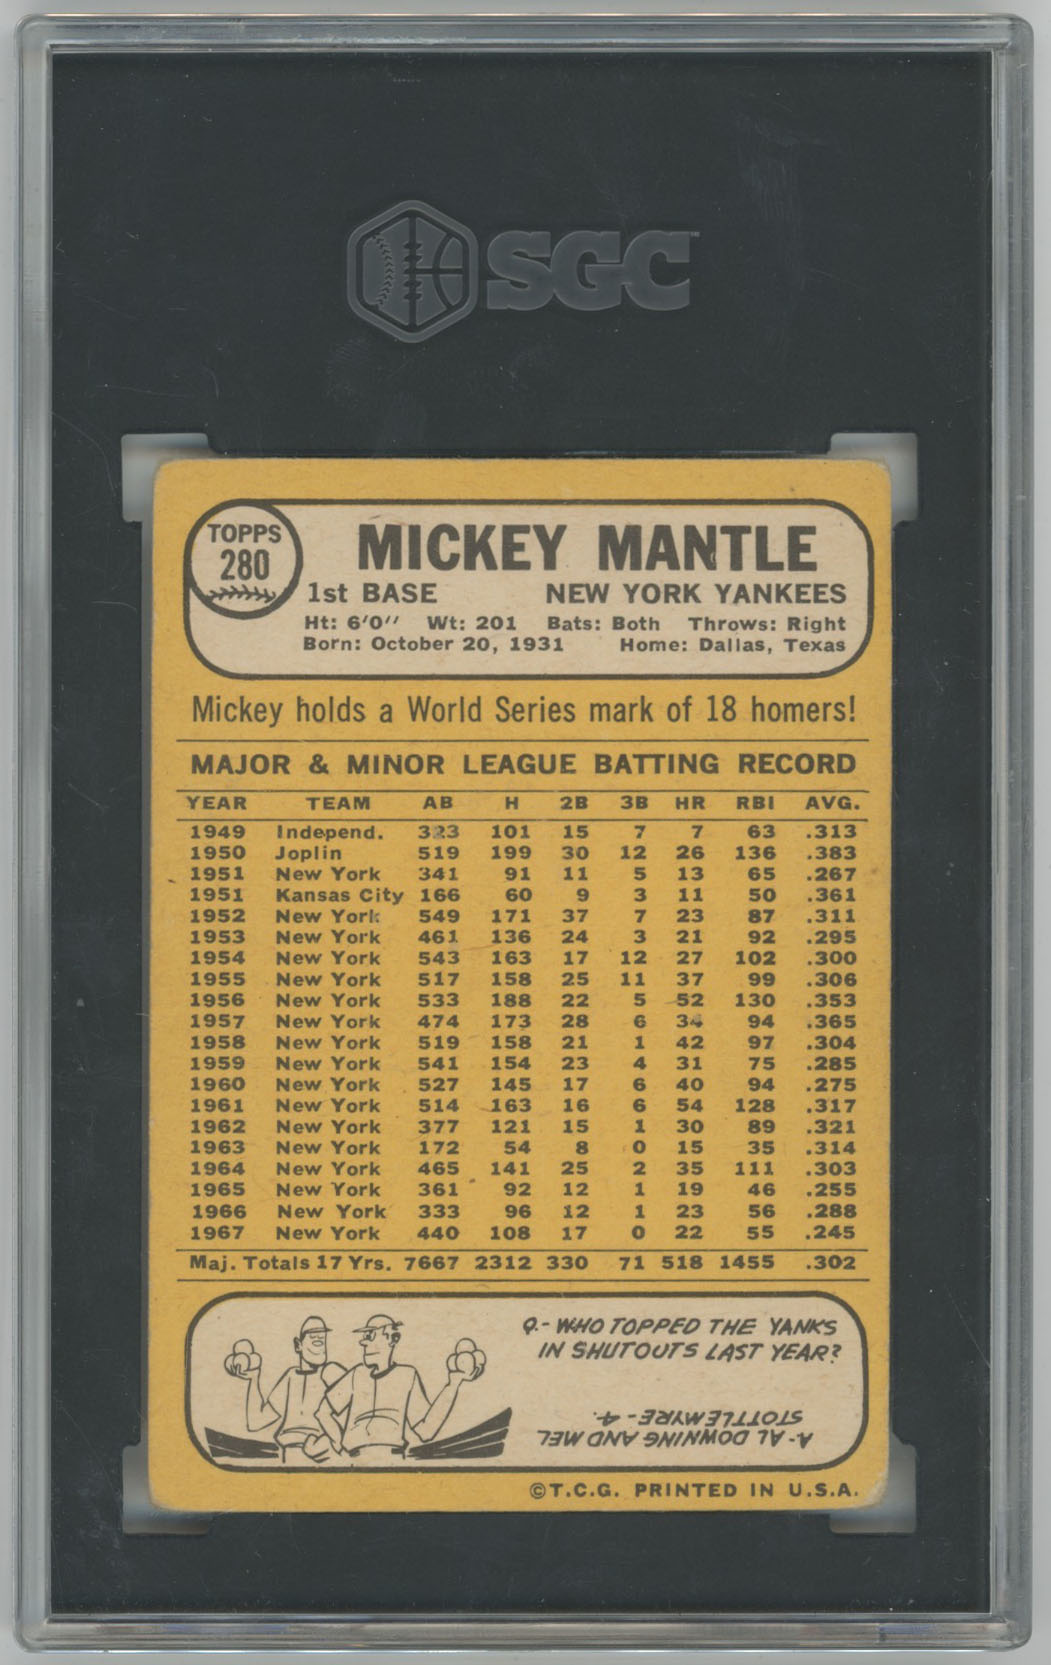 SGC™
TOPPS
280
MICKEY MANTLE
1st BASE NEW YORK YANKEES
Ht: 6'0" Wt: 201 Bats: Both Throws: Right
Born: October 20, 1931 Home: Dallas, Texas
Mickey holds a World Series mark of 18 homers!
MAJOR & MINOR LEAGUE BATTING RECORD
YEAR TEAM AB H 2B 3B HR RBI AVG.
1949 Independ. 323 101 15 7 7 63 .313
1950 Joplin 519 199 30 12 26 136 .383
1951 New York 341 91 11 5 13 65 .267
1951 Kansas City 166 60 9 3 11 50 .361
1952 New York 549 171 37 7 23 87 .311
1953 New York 461 136 24 3 21 92 .295
1954 New York 543 163 17 12 27 102 .300
1955 New York 517 158 25 11 37 99 .306
1956 New York 533 188 22 5 52 130 .353
1957 New York 474 173 28 6 34 94 .365
1958 New York 519 158 21 1 42 97 .304
1959 New York 541 154 23 4 31 75 .285
1960 New York 527 145 17 6 40 94 .275
1961 New York 514 163 16 6 54 128 .317
1962 New York 377 121 15 1 30 89 .321
1963 New York 172 54 8 0 15 35 .314
1964 New York 465 141 25 2 35 111 .303
1965 New York 361 92 12 1 19 46 .255
1966 New York 333 96 12 1 23 56 .288
1967 New York 440 108 17 0 22 55 .245
Maj. Totals 17 Yrs. 7667 2312 330 71 518 1455 .302
Q.- WHO TOPPED THE YANKS
IN SHUTOUTS LAST YEAR?
A- AL DOWNING AND MEL
STOTTLEMYRE - 4.
©T.C.G. PRINTED IN U.S.A.